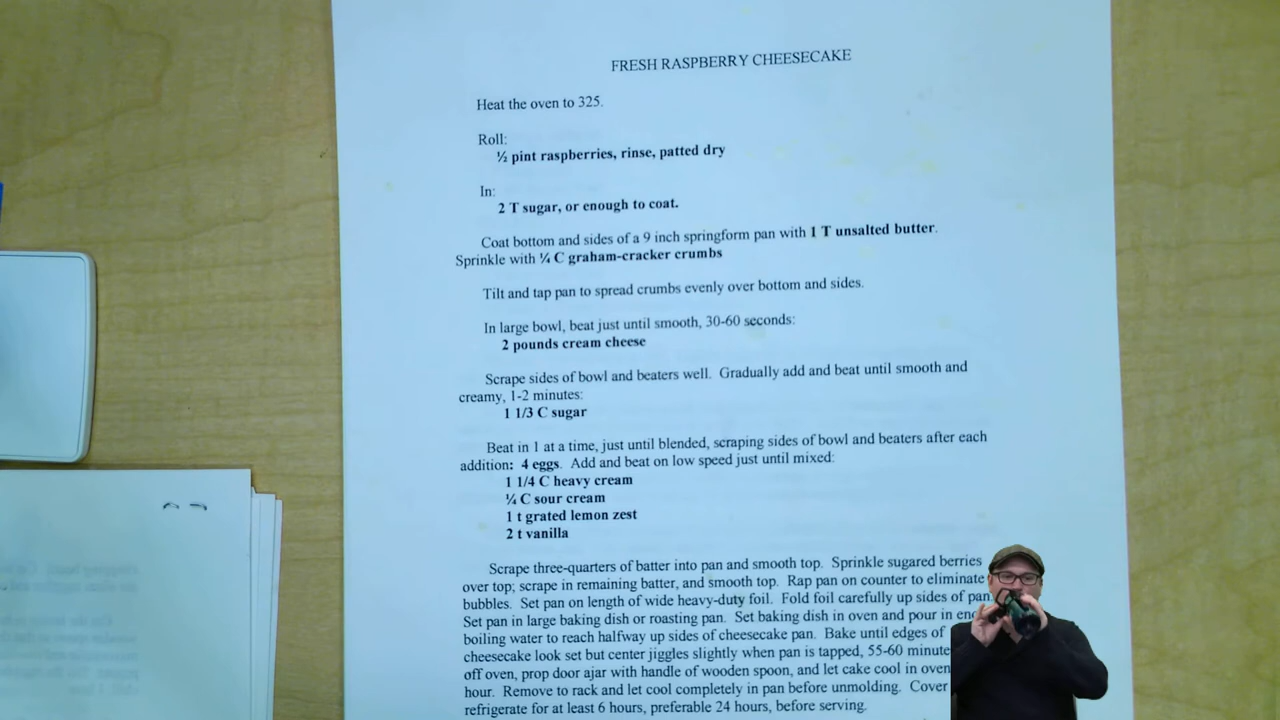 FRESH RASPBERRY CHEESECAKE
Heat the oven to 325.
Roll:
½ pint raspberries, rinse, patted dry
In:
2 T sugar, or enough to coat.
Coat bottom and sides of a 9 inch springform pan with 1 T unsalted butter.
Sprinkle with ¼ C graham-cracker crumbs
Tilt and tap pan to spread crumbs evenly over bottom and sides.
In large bowl, beat just until smooth, 30-60 seconds:
2 pounds cream cheese
Scrape sides of bowl and beaters well. Gradually add and beat until smooth and
creamy, 1-2 minutes:
1 1/3 C sugar
Beat in 1 at a time, just until blended, scraping sides of bowl and beaters after each
addition: 4 eggs. Add and beat on low speed just until mixed:
1 1/4 C heavy cream
¼ C sour cream
1 t grated lemon zest
2 t vanilla
Scrape three-quarters of batter into pan and smooth top. Sprinkle sugared berries
over top; scrape in remaining batter, and smooth top. Rap pan on counter to eliminate
bubbles. Set pan on length of wide heavy-duty foil. Fold foil carefully up sides of pan.
Set pan in large baking dish or roasting pan. Set baking dish in oven and pour in
boiling water to reach halfway up sides of cheesecake pan. Bake until edges of
cheesecake look set but center jiggles slightly when pan is tapped, 55-60
off oven, prop door ajar with handle of wooden spoon, and let cake cool in oven
hour. Remove to rack and let cool completely in pan before unmolding. Cover
refrigerate for at least 6 hours, preferable 24 hours, before serving.